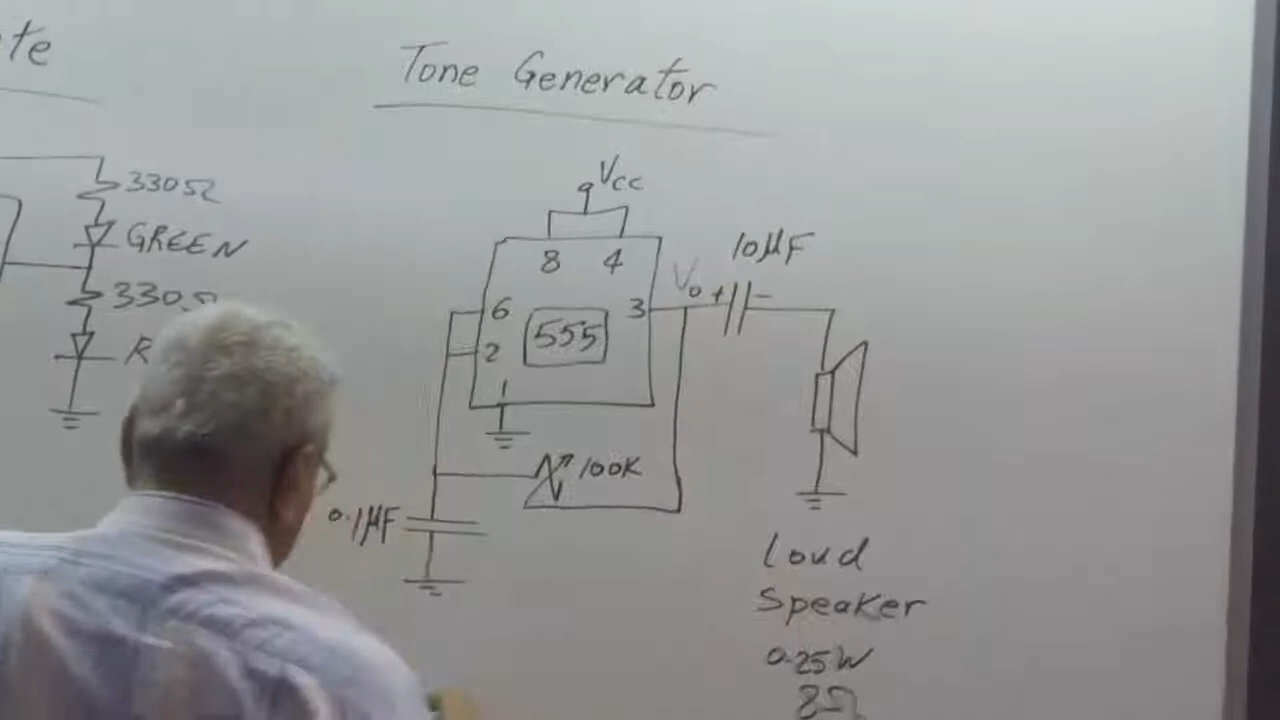 te
Tone Generator
330Ω
GREEN
330Ω
R
Vcc
8 4
6
2
555
3
1
Vo
+
-
10μF
100K
0.1μF
Loud
Speaker
0.25W
8Ω